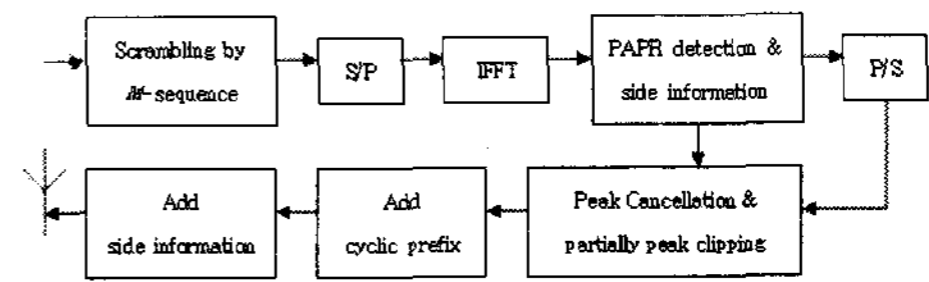 Scrambling by
M-sequence
S/P
IFFT
PAPR detection &
side information
P/S
Add
side information
Add
cyclic prefix
Peak Cancellation &
partially peak clipping